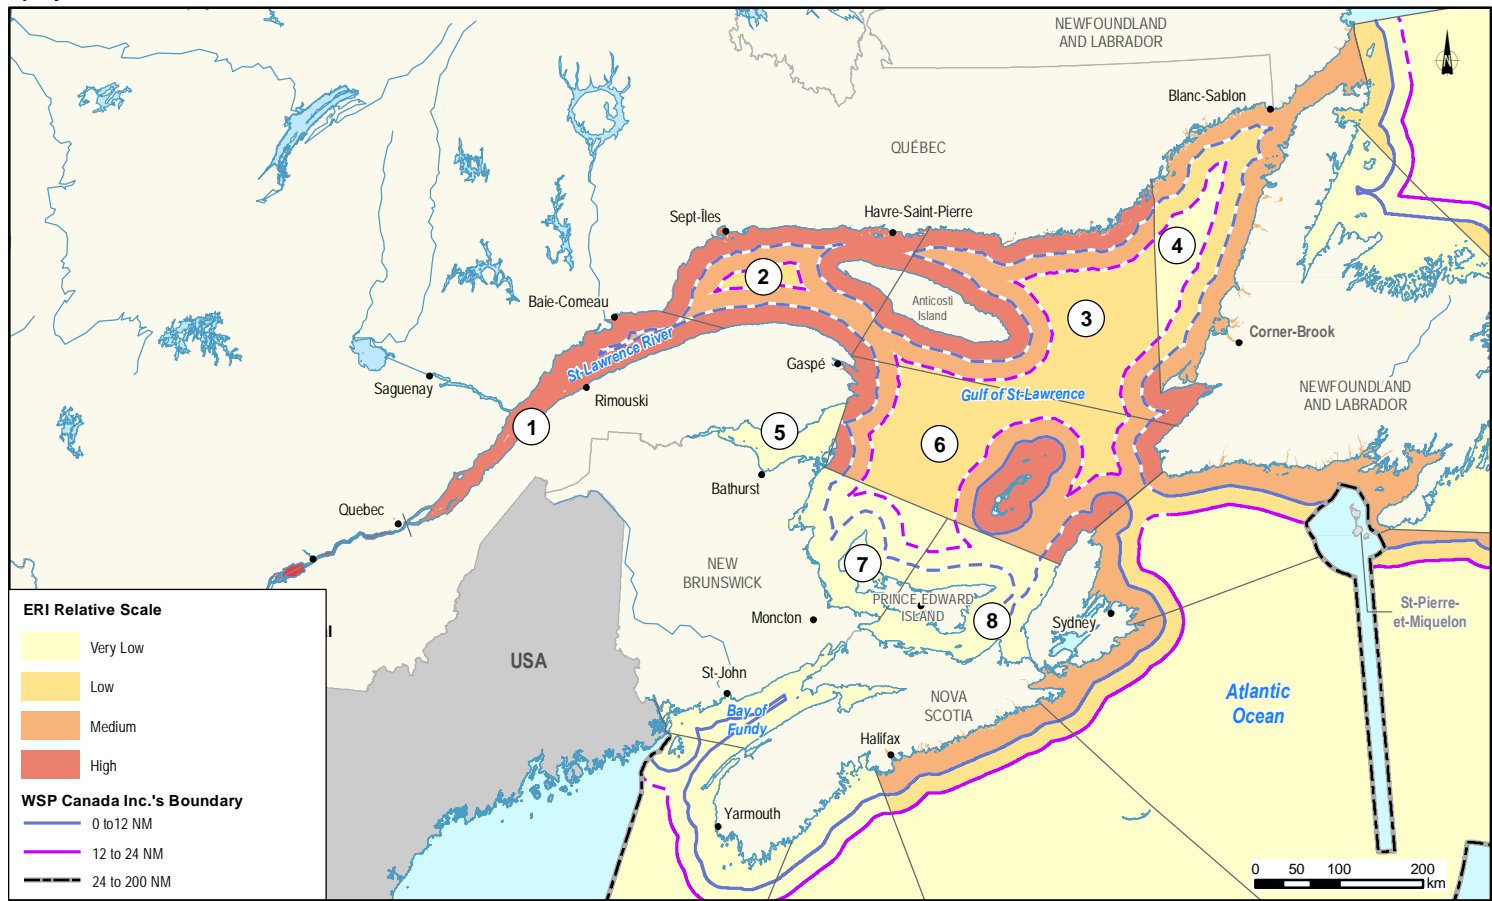 NEWFOUNDLAND
AND LABRADOR
N
Blanc-Sablon
QUÉBEC
Havre-Saint-Pierre
Sept-Îles
4
2
Baie-Comeau
Anticosti
Island
3
Corner-Brook
St-Lawrence River
Gaspé
Saguenay
Rimouski
Gulf of St-Lawrence
NEWFOUNDLAND
AND LABRADOR
1
5
6
Bathurst
Quebec
NEW
BRUNSWICK
7
PRINCE EDWARD
ISLAND
8
Moncton
Sydney
St-Pierre-
et-Miquelon
USA
St-John
Bay of
Fundy
NOVA
SCOTIA
Atlantic
Ocean
Halifax
Yarmouth
ERI Relative Scale
Very Low
Low
Medium
High
WSP Canada Inc.'s Boundary
0 to12 NM
12 to 24 NM
24 to 200 NM
0 50 100 200
km